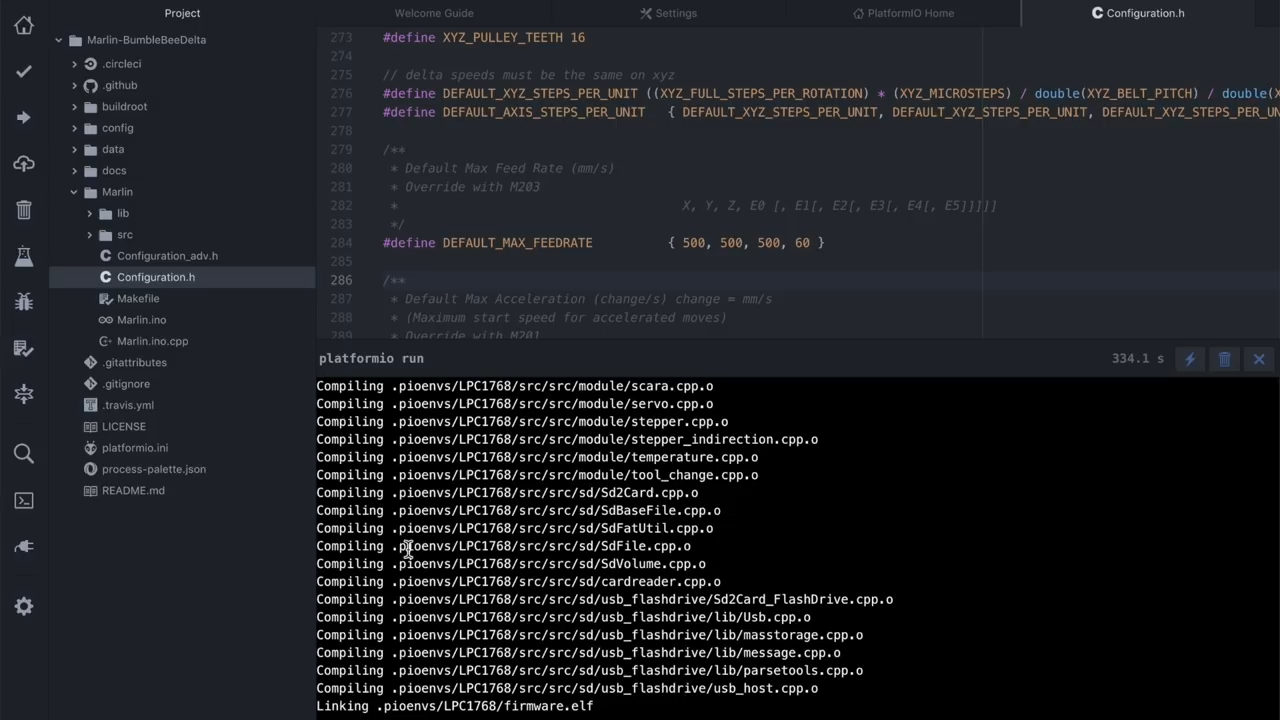 Project
Welcome Guide
Settings
PlatformIO Home
Configuration.h
Marlin-BumbleBeeDelta
.circleci
.github
buildroot
config
data
docs
Marlin
lib
src
Configuration_adv.h
Configuration.h
Makefile
Marlin.ino
Marlin.ino.cpp
.gitattributes
.gitignore
.travis.yml
LICENSE
platformio.ini
process-palette.json
README.md
273 #define XYZ_PULLEY_TEETH 16
274
275 // delta speeds must be the same on xyz
276 #define DEFAULT_XYZ_STEPS_PER_UNIT ((XYZ_FULL_STEPS_PER_ROTATION) * (XYZ_MICROSTEPS) / double(XYZ_BELT_PITCH) / double(X
277 #define DEFAULT_AXIS_STEPS_PER_UNIT { DEFAULT_XYZ_STEPS_PER_UNIT, DEFAULT_XYZ_STEPS_PER_UNIT, DEFAULT_XYZ_STEPS_PER_UN
278
279 /**
280 * Default Max Feed Rate (mm/s)
281 * Override with M203
282 * X, Y, Z, E0 [, E1[, E2[, E3[, E4[, E5]]]]]
283 */
284 #define DEFAULT_MAX_FEEDRATE { 500, 500, 500, 60 }
285
286 /**
287 * Default Max Acceleration (change/s) change = mm/s
288 * (Maximum start speed for accelerated moves)
289 * Override with M201
platformio run
334.1 s
Compiling .pioenvs/LPC1768/src/src/module/scara.cpp.o
Compiling .pioenvs/LPC1768/src/src/module/servo.cpp.o
Compiling .pioenvs/LPC1768/src/src/module/stepper.cpp.o
Compiling .pioenvs/LPC1768/src/src/module/stepper_indirection.cpp.o
Compiling .pioenvs/LPC1768/src/src/module/temperature.cpp.o
Compiling .pioenvs/LPC1768/src/src/module/tool_change.cpp.o
Compiling .pioenvs/LPC1768/src/src/sd/Sd2Card.cpp.o
Compiling .pioenvs/LPC1768/src/src/sd/SdBaseFile.cpp.o
Compiling .pioenvs/LPC1768/src/src/sd/SdFatUtil.cpp.o
Compiling .pioenvs/LPC1768/src/src/sd/SdFile.cpp.o
Compiling .pioenvs/LPC1768/src/src/sd/SdVolume.cpp.o
Compiling .pioenvs/LPC1768/src/src/sd/cardreader.cpp.o
Compiling .pioenvs/LPC1768/src/src/sd/usb_flashdrive/Sd2Card_FlashDrive.cpp.o
Compiling .pioenvs/LPC1768/src/src/sd/usb_flashdrive/lib/Usb.cpp.o
Compiling .pioenvs/LPC1768/src/src/sd/usb_flashdrive/lib/masstorage.cpp.o
Compiling .pioenvs/LPC1768/src/src/sd/usb_flashdrive/lib/message.cpp.o
Compiling .pioenvs/LPC1768/src/src/sd/usb_flashdrive/lib/parsetools.cpp.o
Compiling .pioenvs/LPC1768/src/src/sd/usb_flashdrive/usb_host.cpp.o
Linking .pioenvs/LPC1768/firmware.elf